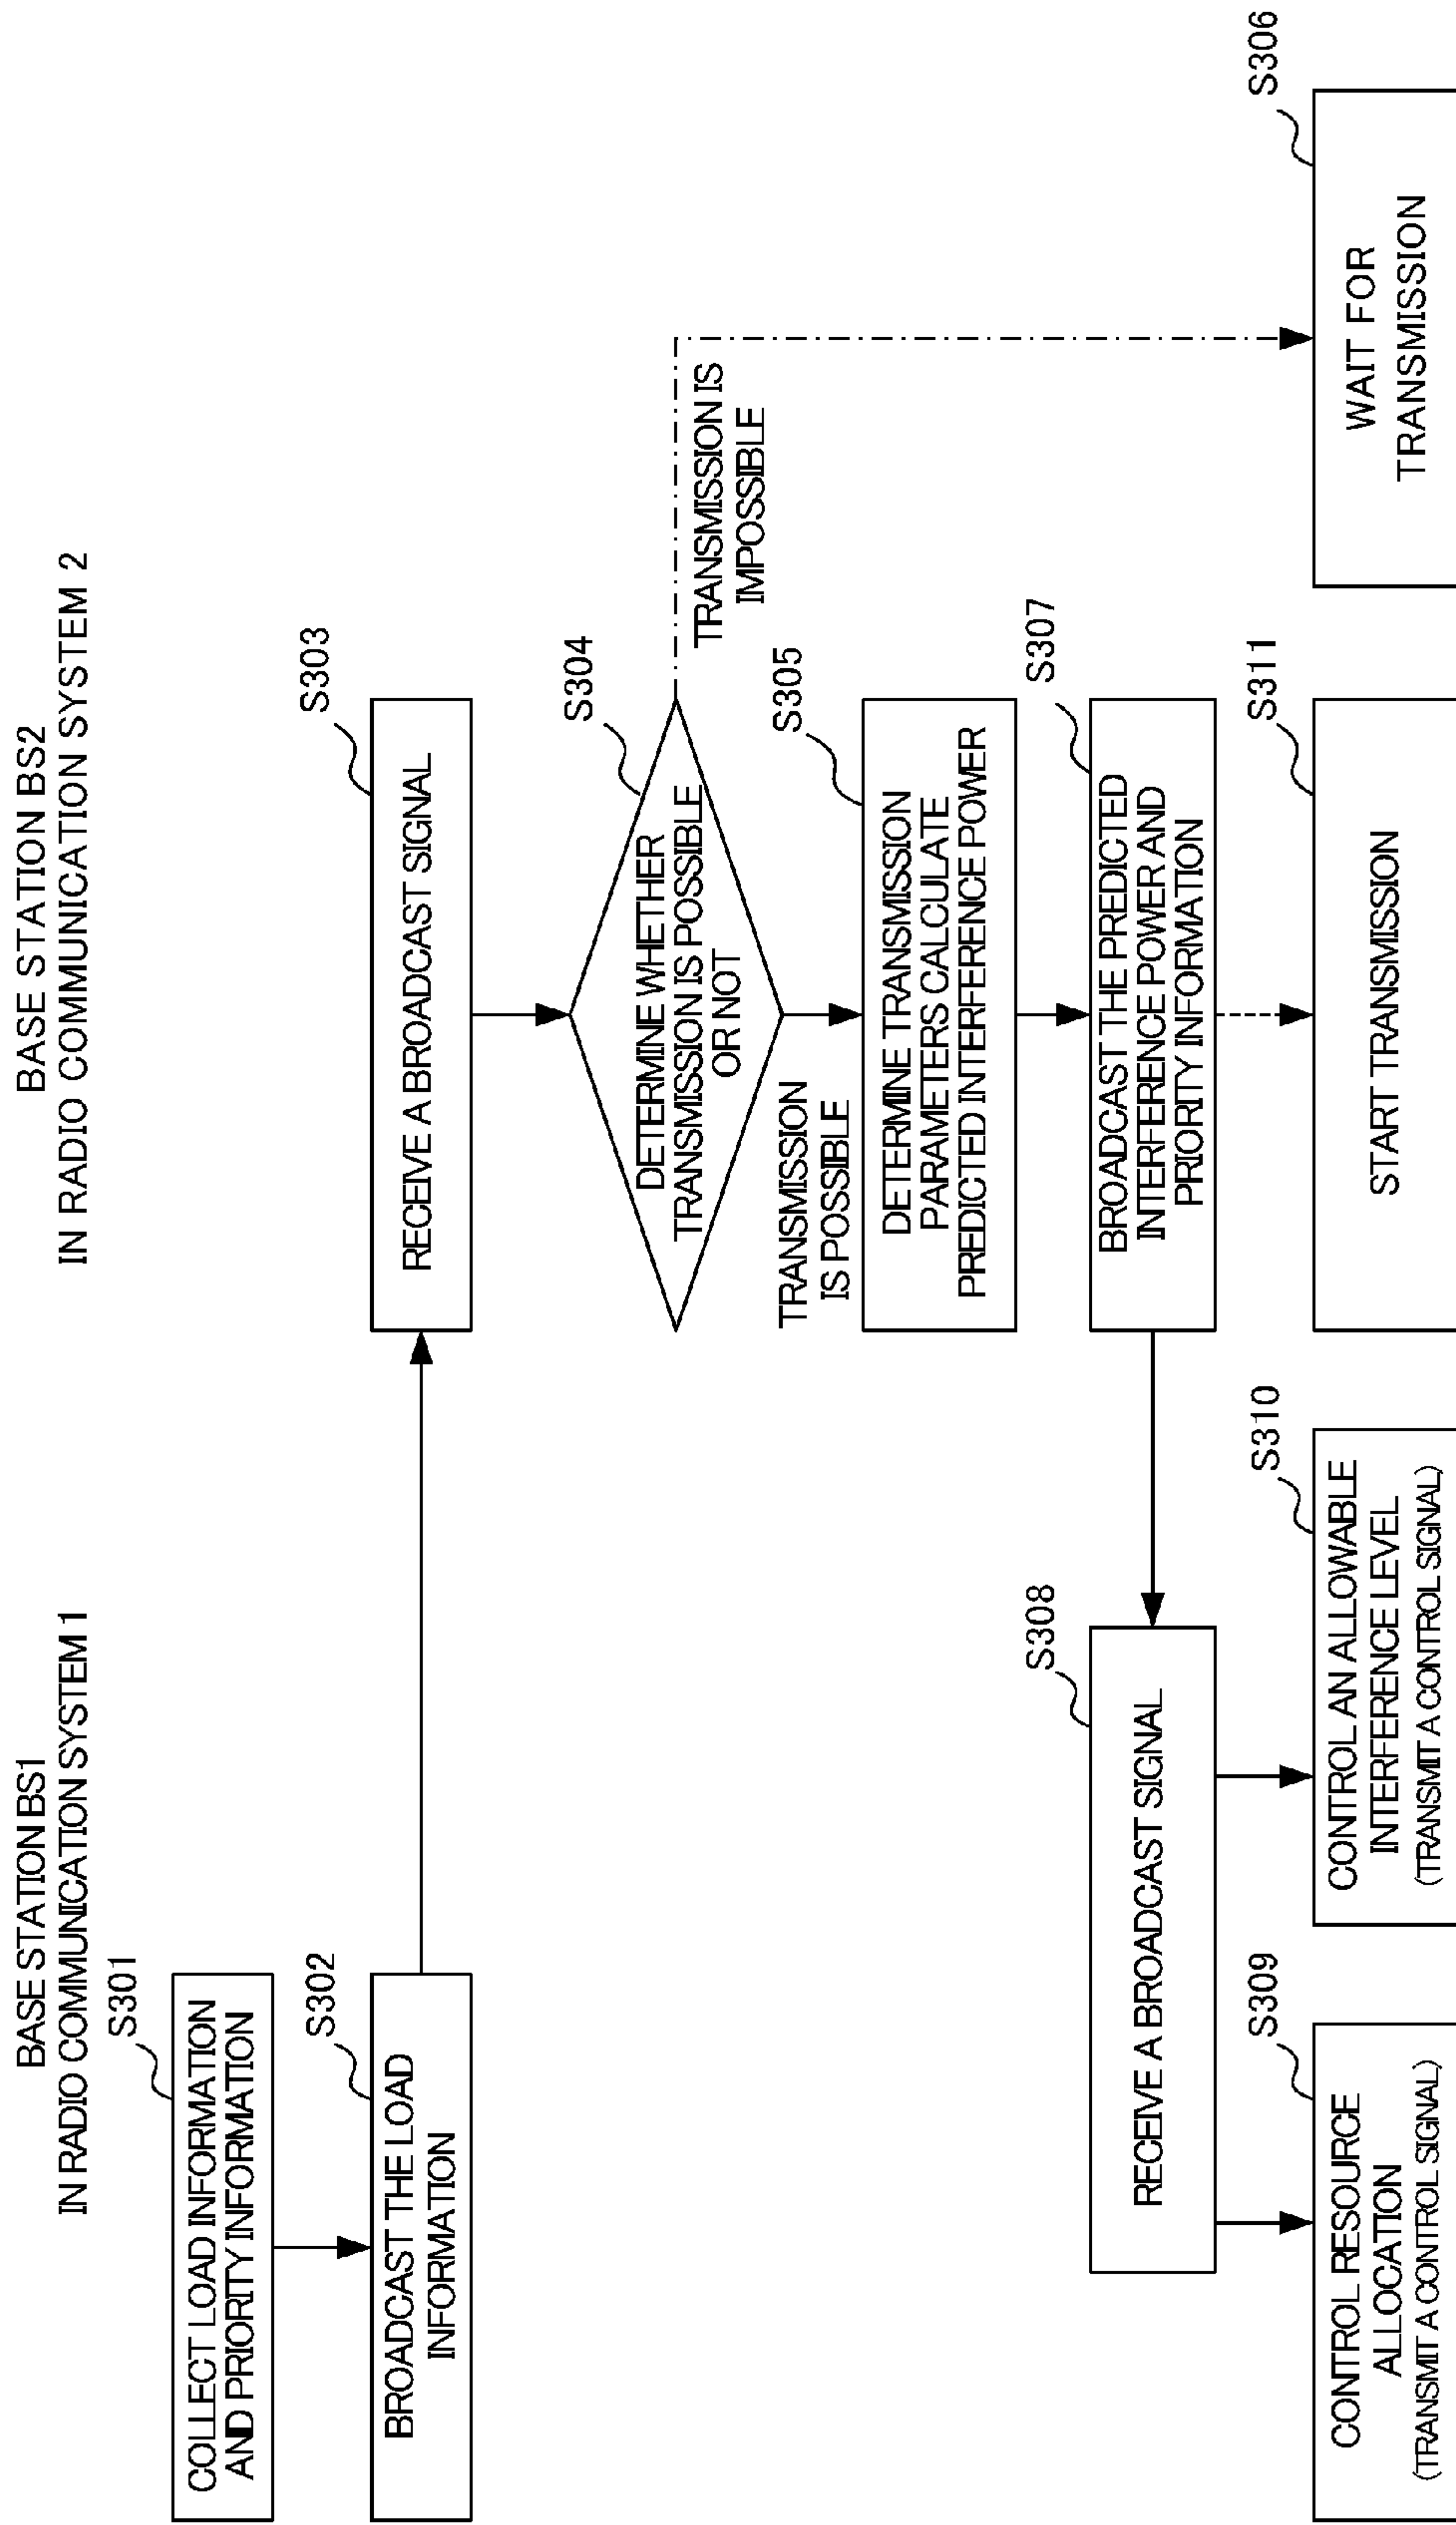 BASE STATION BS1
IN RADIO COMMUNICATION SYSTEM 1
BASE STATION BS2
IN RADIO COMMUNICATION SYSTEM 2
S301
COLLECT LOAD INFORMATION
AND PRIORITY INFORMATION
S302
BROADCAST THE LOAD
INFORMATION
S303
RECEIVE A BROADCAST SIGNAL
S304
DETERMINE WHETHER
TRANSMISSION IS POSSIBLE
OR NOT
TRANSMISSION IS
IMPOSSIBLE
TRANSMISSION
IS POSSIBLE
S305
DETERMINE TRANSMISSION
PARAMETERS CALCULATE
PREDICTED INTERFERENCE POWER
S307
BROADCAST THE PREDICTED
INTERFERENCE POWER AND
PRIORITY INFORMATION
S308
RECEIVE A BROADCAST SIGNAL
S309
CONTROL RESOURCE
ALLOCATION
(TRANSMIT A CONTROL SIGNAL)
S310
CONTROL AN ALLOWABLE
INTERFERENCE LEVEL
(TRANSMIT A CONTROL SIGNAL)
S311
START TRANSMISSION
S306
WAIT FOR
TRANSMISSION